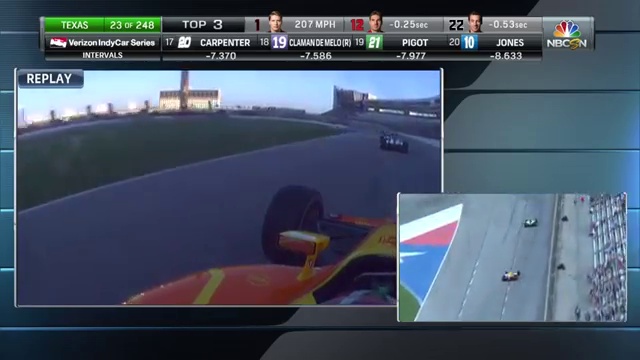 TEXAS 23 OF 248 TOP 3 1 207 MPH 12 -0.25sec 22 -0.53sec
Verizon IndyCar Series 17 20 CARPENTER 18 19 CLAMAN DE MELO (R) 19 21 PIGOT 20 10 JONES NBCSN
INTERVALS -7.370 -7.586 -7.977 -8.633
REPLAY